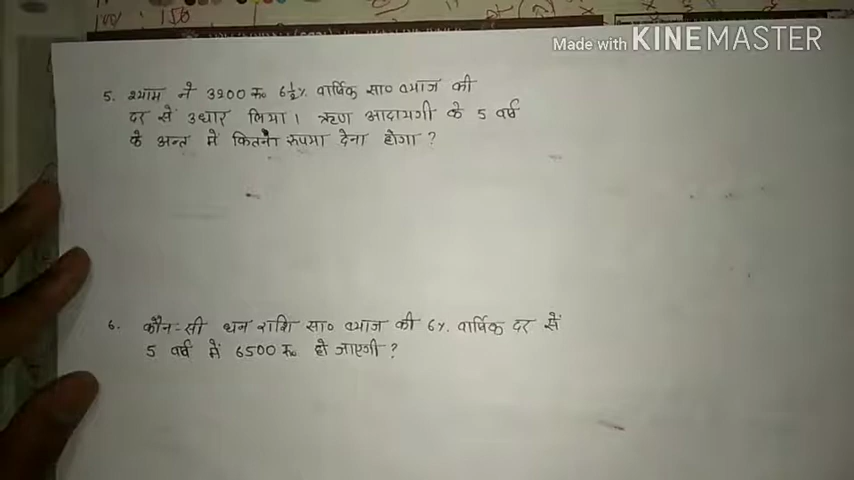 Made with KINEMASTER
5. श्याम ने 3200 रु० 6½% वार्षिक सा० ब्याज की
दर से उधार लिया। ऋण आदायगी के 5 वर्ष
के अन्त में कितना रुपया देना होगा?
6. कौन-सी धन राशि सा० ब्याज की 6% वार्षिक दर से
5 वर्ष में 6500 रु० हो जाएगी?